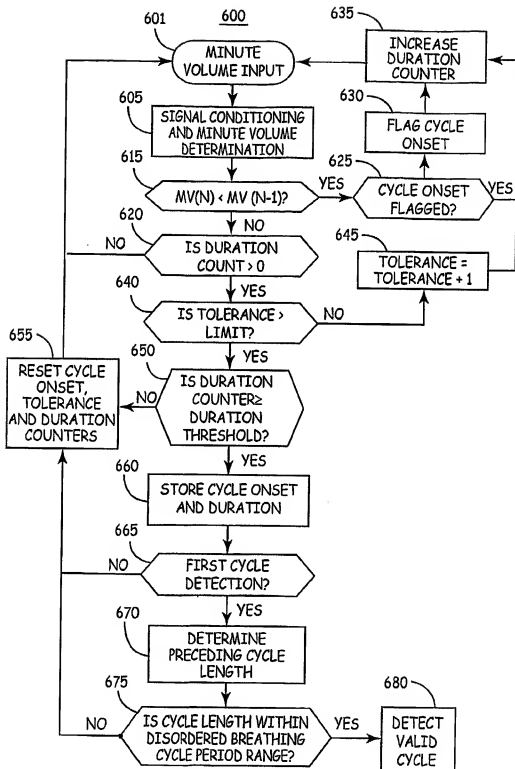 600
601
MINUTE
VOLUME INPUT
635
INCREASE
DURATION
COUNTER
605
SIGNAL CONDITIONING
AND MINUTE VOLUME
DETERMINATION
630
FLAG CYCLE
ONSET
615
MV(N) < MV (N-1)?
YES
625
CYCLE ONSET
FLAGGED?
YES
NO
620
NO
IS DURATION
COUNT > 0
645
TOLERANCE =
TOLERANCE + 1
YES
640
IS TOLERANCE >
LIMIT?
NO
YES
655
RESET CYCLE
ONSET,
TOLERANCE
AND DURATION
COUNTERS
NO
650
IS DURATION
COUNTER≥
DURATION
THRESHOLD?
YES
660
STORE CYCLE ONSET
AND DURATION
665
NO
FIRST CYCLE
DETECTION?
YES
670
DETERMINE
PRECEDING CYCLE
LENGTH
675
NO
IS CYCLE LENGTH WITHIN
DISORDERED BREATHING
CYCLE PERIOD RANGE?
YES
680
DETECT
VALID
CYCLE